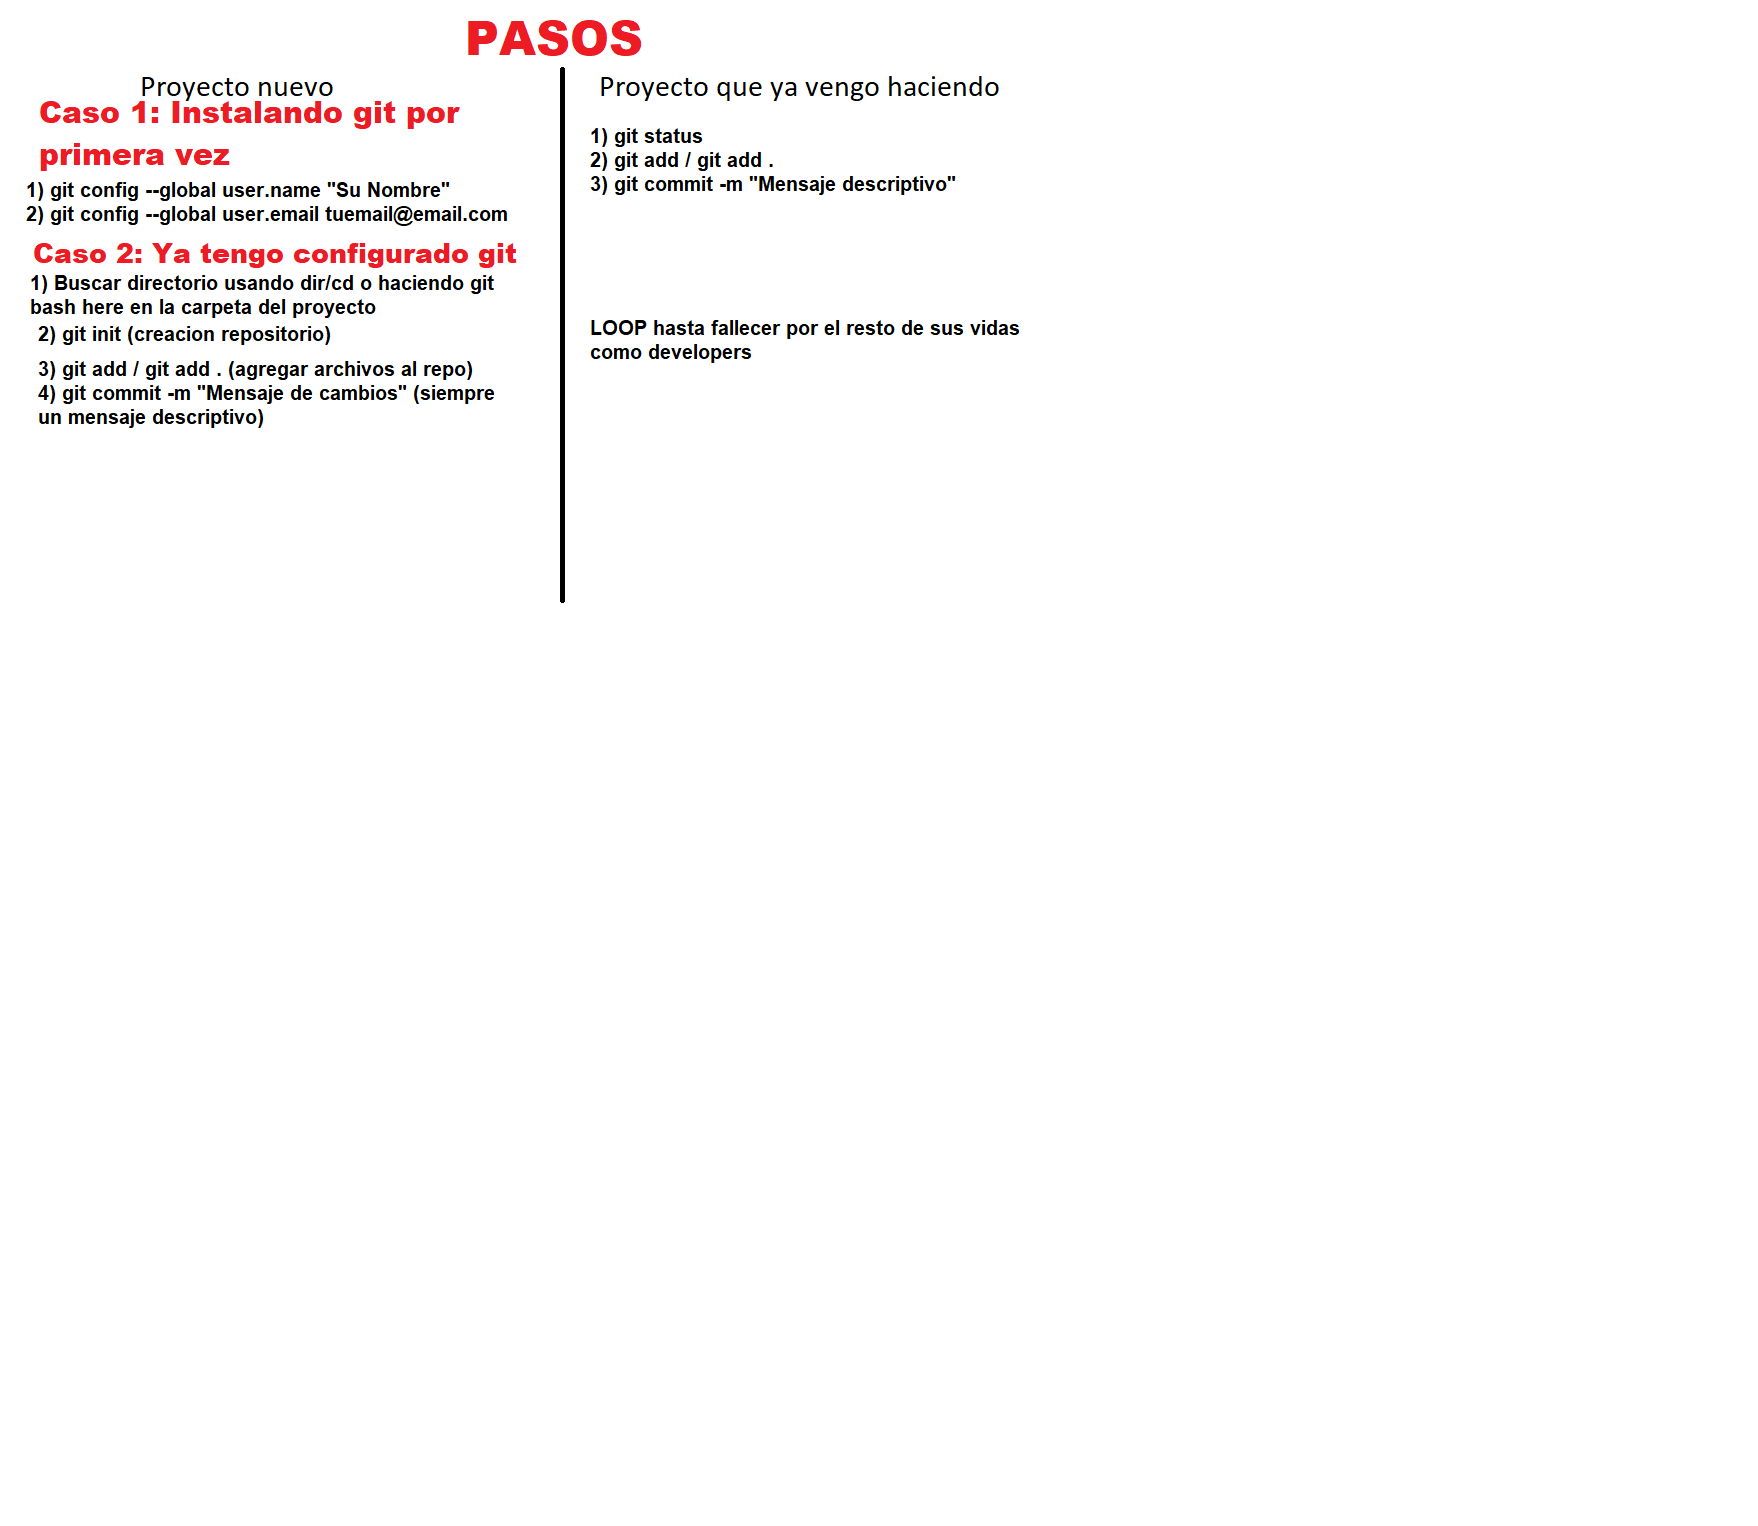 PASOS
Proyecto nuevo
Caso 1: Instalando git por
primera vez
1) git config --global user.name "Su Nombre"
2) git config --global user.email tuemail@email.com
Caso 2: Ya tengo configurado git
1) Buscar directorio usando dir/cd o haciendo git
bash here en la carpeta del proyecto
2) git init (creacion repositorio)
3) git add / git add . (agregar archivos al repo)
4) git commit -m "Mensaje de cambios" (siempre
un mensaje descriptivo)
Proyecto que ya vengo haciendo
1) git status
2) git add / git add .
3) git commit -m "Mensaje descriptivo"
LOOP hasta fallecer por el resto de sus vidas
como developers